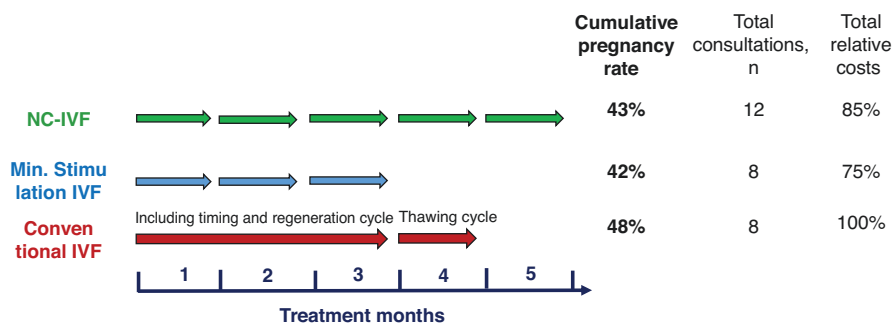 Cumulative pregnancy rate
Total consultations, n
Total relative costs
NC-IVF
43%
12
85%
Min. Stimu
lation IVF
42%
8
75%
Including timing and regeneration cycle
Thawing cycle
Conven
tional IVF
48%
8
100%
1 2 3 4 5
Treatment months